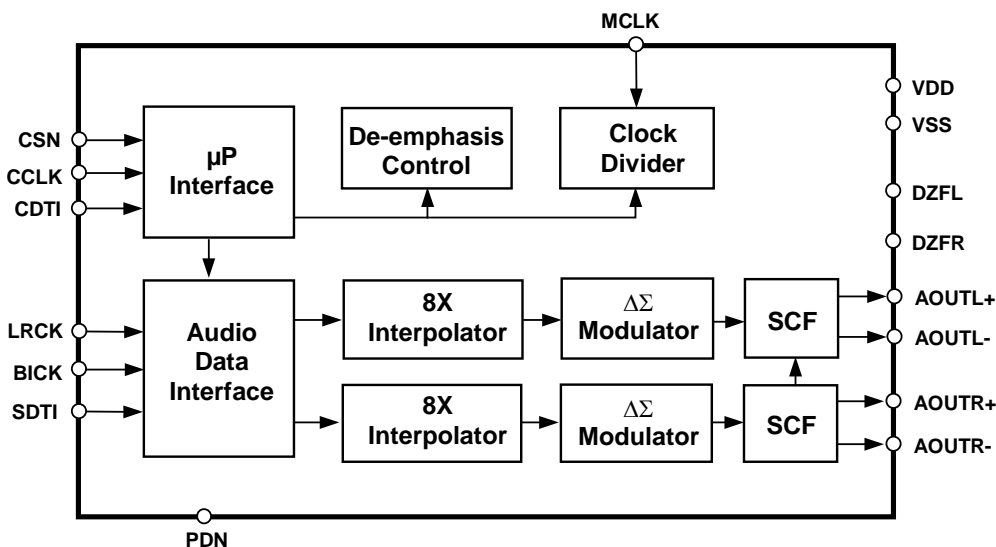 MCLK
VDD
VSS
DZFL
DZFR
CSN
CCLK
CDTI
µP
Interface
De-emphasis
Control
Clock
Divider
LRCK
BICK
SDTI
Audio
Data
Interface
8X
Interpolator
ΔΣ
Modulator
SCF
AOUTL+
AOUTL-
8X
Interpolator
ΔΣ
Modulator
SCF
AOUTR+
AOUTR-
PDN